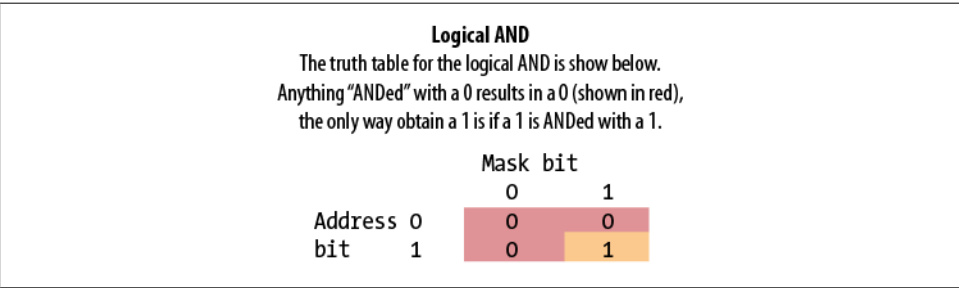 Logical AND
The truth table for the logical AND is show below.
Anything “ANDed” with a 0 results in a 0 (shown in red),
the only way obtain a 1 is if a 1 is ANDed with a 1.
Mask bit
0 1
Address 0 0 0
bit 1 0 1